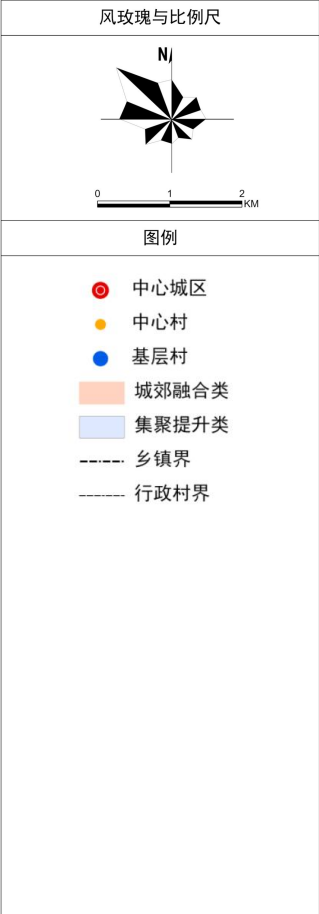 风玫瑰与比例尺
N
0 1 2
KM
图例
中心城区
中心村
基层村
城郊融合类
集聚提升类
乡镇界
行政村界